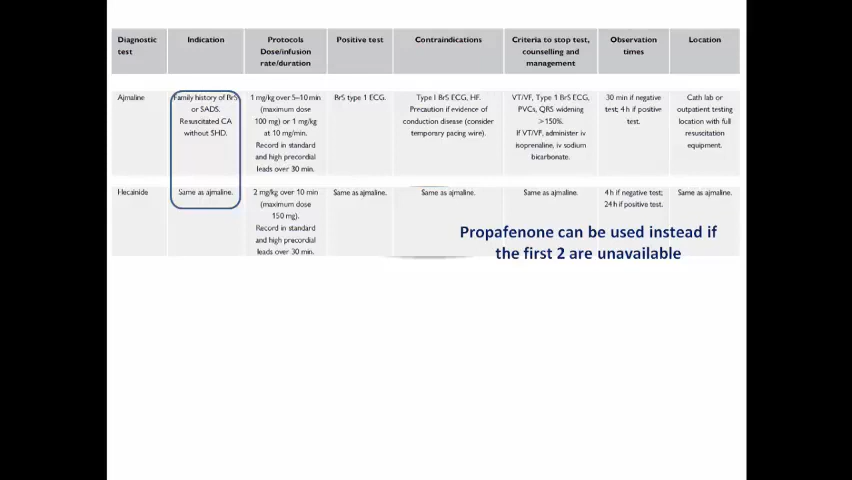 Diagnostic test
Indication
Protocols Dose/infusion rate/duration
Positive test
Contraindications
Criteria to stop test, counselling and management
Observation times
Location
Ajmaline
Family history of BrS
or SADS.
Resuscitated CA
without SHD.
1 mg/kg over 5–10 min
(maximum dose
100 mg) or 1 mg/kg
at 10 mg/min.
Record in standard
and high precordial
leads over 30 min.
BrS type 1 ECG.
Type I BrS ECG, HF.
Precaution if evidence of
conduction disease (consider
temporary pacing wire).
VT/VF, Type 1 BrS ECG,
PVCs, QRS widening
>150%.
If VT/VF, administer iv
isoprenaline, iv sodium
bicarbonate.
30 min if negative
test; 4 h if positive
test.
Cath lab or
outpatient testing
location with full
resuscitation
equipment.
Flecainide
Same as ajmaline.
2 mg/kg over 10 min
(maximum dose
150 mg).
Record in standard
and high precordial
leads over 30 min.
Same as ajmaline.
Same as ajmaline.
Same as ajmaline.
4 h if negative test;
24 h if positive test.
Same as ajmaline.
Propafenone can be used instead if
the first 2 are unavailable